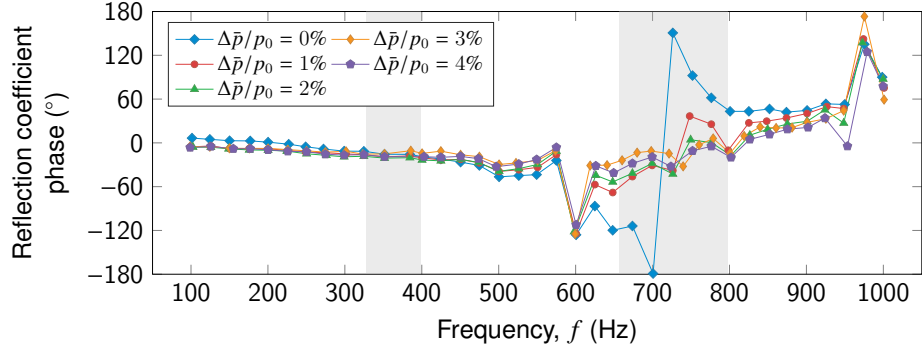 180
120
60
0
−60
−120
−180
Reflection coefficient
phase (°)
Δp̄/p₀ = 0%
Δp̄/p₀ = 3%
Δp̄/p₀ = 1%
Δp̄/p₀ = 4%
Δp̄/p₀ = 2%
100 200 300 400 500 600 700 800 900 1000
Frequency, f (Hz)